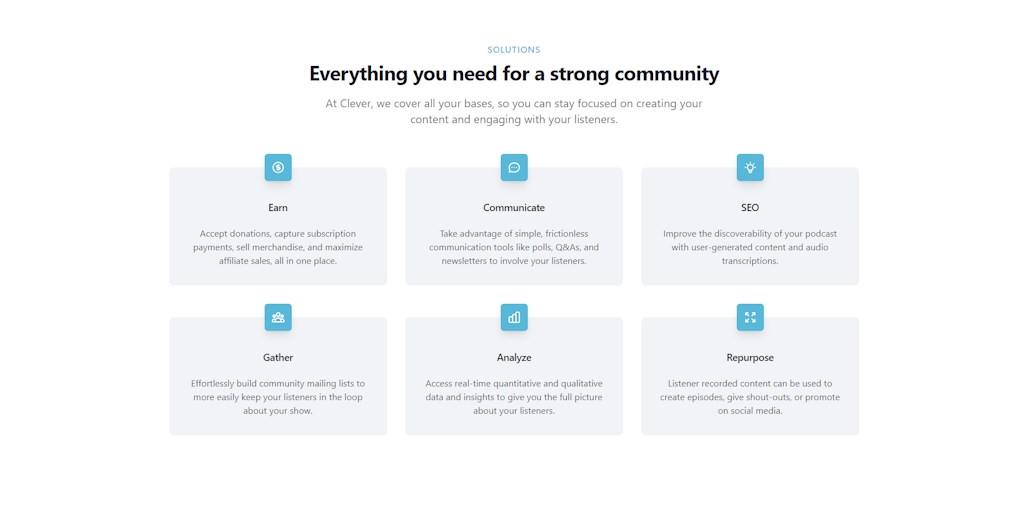 SOLUTIONS
Everything you need for a strong community
At Clever, we cover all your bases, so you can stay focused on creating your
content and engaging with your listeners.
Earn
Accept donations, capture subscription
payments, sell merchandise, and maximize
affiliate sales, all in one place.
Communicate
Take advantage of simple, frictionless
communication tools like polls, Q&As, and
newsletters to involve your listeners.
SEO
Improve the discoverability of your podcast
with user-generated content and audio
transcriptions.
Gather
Effortlessly build community mailing lists to
more easily keep your listeners in the loop
about your show.
Analyze
Access real-time quantitative and qualitative
data and insights to give you the full picture
about your listeners.
Repurpose
Listener recorded content can be used to
create episodes, give shout-outs, or promote
on social media.